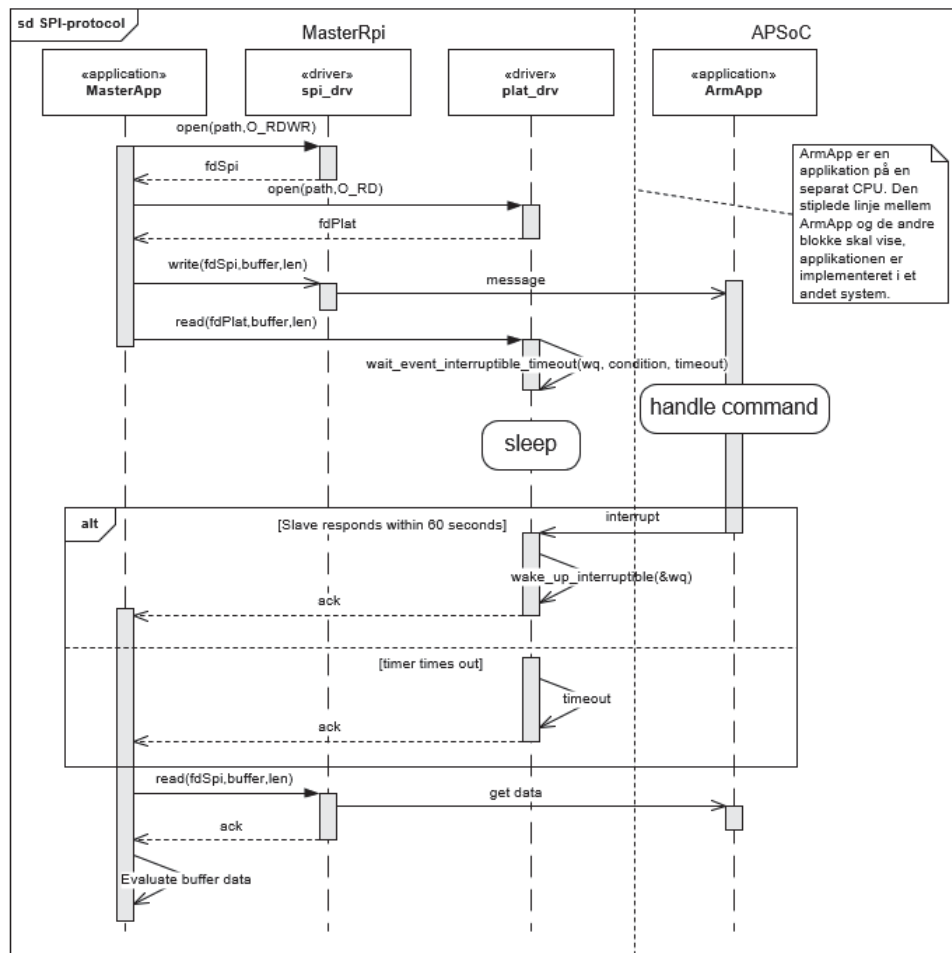 sd SPI-protocol
MasterRpi
APSoC
«application»
MasterApp
«driver»
spi_drv
«driver»
plat_drv
«application»
ArmApp
open(path,O_RDWR)
fdSpi
open(path,O_RD)
fdPlat
ArmApp er en
applikation på en
separat CPU. Den
stiplede linje mellem
ArmApp og de andre
blokke skal vise,
applikationen er
implementeret i et
andet system.
write(fdSpi,buffer,len)
message
read(fdPlat,buffer,len)
wait_event_interruptible_timeout(wq, condition, timeout)
handle command
sleep
alt
[Slave responds within 60 seconds]
interrupt
wake_up_interruptible(&wq)
ack
[timer times out]
timeout
ack
read(fdSpi,buffer,len)
get data
ack
Evaluate buffer data